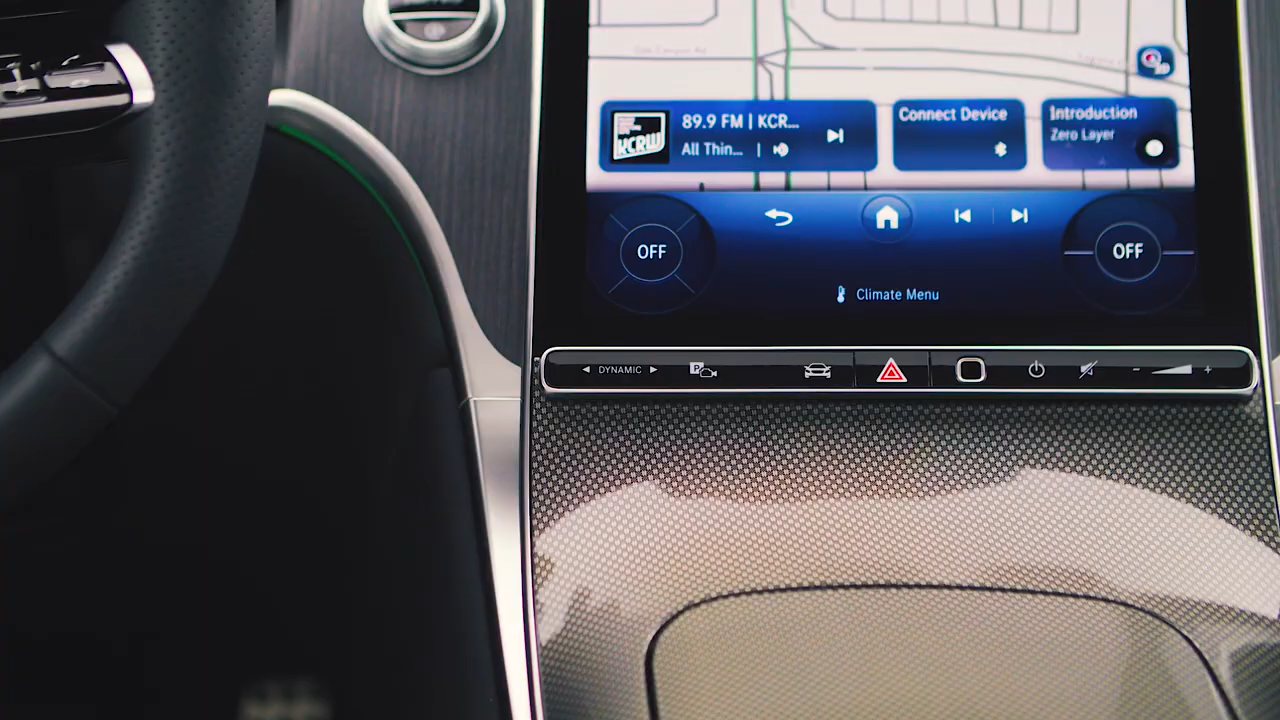 89.9 FM | KCR...
All Thin... |
KCRW
Connect Device
Introduction
Zero Layer
OFF
OFF
Climate Menu
DYNAMIC
P
- +